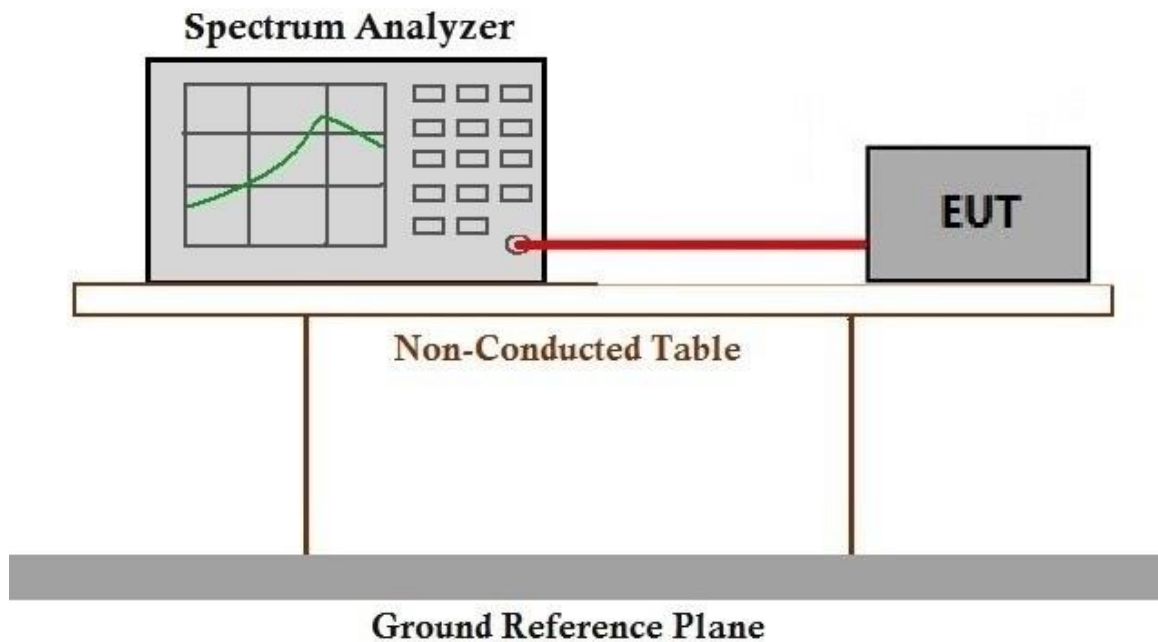 Spectrum Analyzer
EUT
Non-Conducted Table
Ground Reference Plane